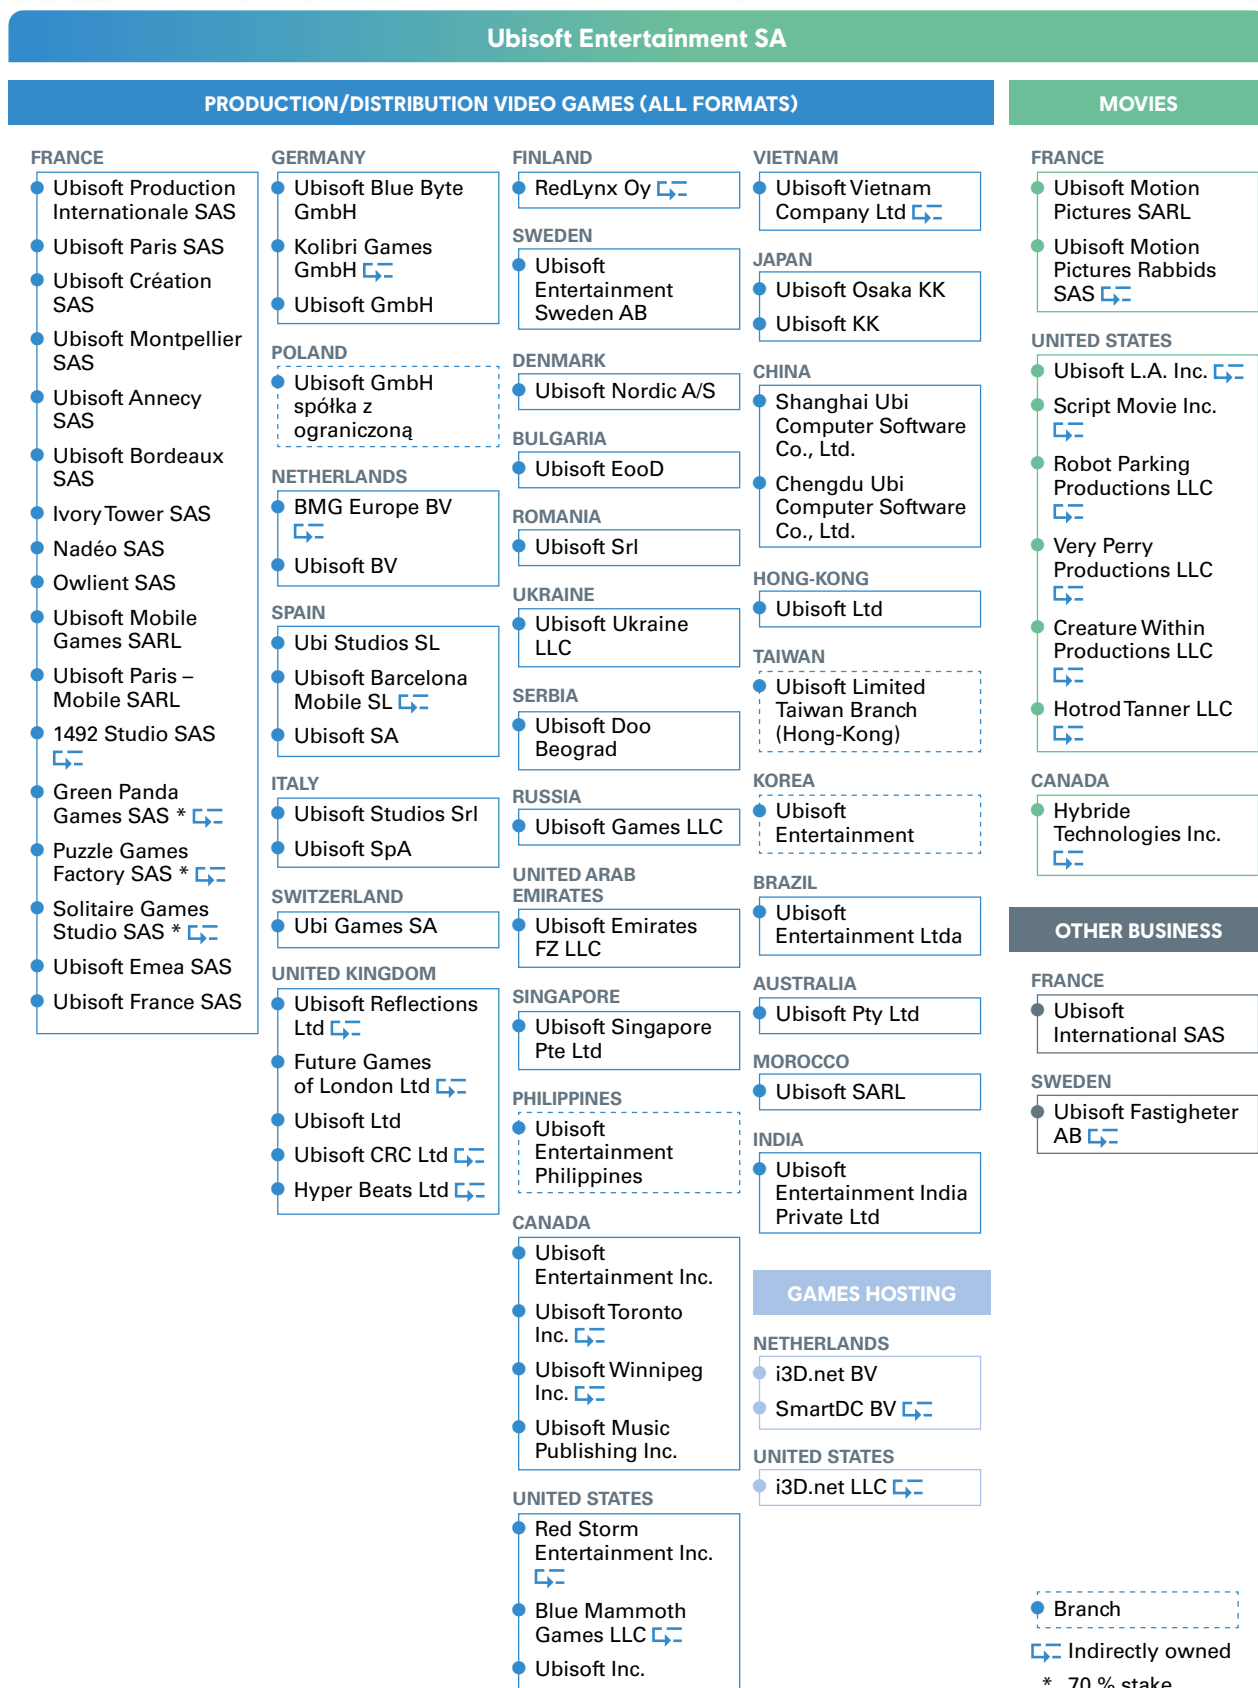 Ubisoft Entertainment SA
PRODUCTION/DISTRIBUTION VIDEO GAMES (ALL FORMATS)
FRANCE
Ubisoft Production
Internationale SAS
Ubisoft Paris SAS
Ubisoft Création
SAS
Ubisoft Montpellier
SAS
Ubisoft Annecy
SAS
Ubisoft Bordeaux
SAS
Ivory Tower SAS
Nadéo SAS
Owlient SAS
Ubisoft Mobile
Games SARL
Ubisoft Paris –
Mobile SARL
1492 Studio SAS
Green Panda
Games SAS *
Puzzle Games
Factory SAS *
Solitaire Games
Studio SAS *
Ubisoft Emea SAS
Ubisoft France SAS
GERMANY
Ubisoft Blue Byte
GmbH
Kolibri Games
GmbH
Ubisoft GmbH
POLAND
Ubisoft GmbH
spółka z
ograniczoną
NETHERLANDS
BMG Europe BV
Ubisoft BV
SPAIN
Ubi Studios SL
Ubisoft Barcelona
Mobile SL
Ubisoft SA
ITALY
Ubisoft Studios Srl
Ubisoft SpA
SWITZERLAND
Ubi Games SA
UNITED KINGDOM
Ubisoft Reflections
Ltd
Future Games
of London Ltd
Ubisoft Ltd
Ubisoft CRC Ltd
Hyper Beats Ltd
FINLAND
RedLynx Oy
SWEDEN
Ubisoft
Entertainment
Sweden AB
DENMARK
Ubisoft Nordic A/S
BULGARIA
Ubisoft EooD
ROMANIA
Ubisoft Srl
UKRAINE
Ubisoft Ukraine
LLC
SERBIA
Ubisoft Doo
Beograd
RUSSIA
Ubisoft Games LLC
UNITED ARAB
EMIRATES
Ubisoft Emirates
FZ LLC
SINGAPORE
Ubisoft Singapore
Pte Ltd
PHILIPPINES
Ubisoft
Entertainment
Philippines
CANADA
Ubisoft
Entertainment Inc.
Ubisoft Toronto
Inc.
Ubisoft Winnipeg
Inc.
Ubisoft Music
Publishing Inc.
UNITED STATES
Red Storm
Entertainment Inc.
Blue Mammoth
Games LLC
Ubisoft Inc.
VIETNAM
Ubisoft Vietnam
Company Ltd
JAPAN
Ubisoft Osaka KK
Ubisoft KK
CHINA
Shanghai Ubi
Computer Software
Co., Ltd.
Chengdu Ubi
Computer Software
Co., Ltd.
HONG-KONG
Ubisoft Ltd
TAIWAN
Ubisoft Limited
Taiwan Branch
(Hong-Kong)
KOREA
Ubisoft
Entertainment
BRAZIL
Ubisoft
Entertainment Ltda
AUSTRALIA
Ubisoft Pty Ltd
MOROCCO
Ubisoft SARL
INDIA
Ubisoft
Entertainment India
Private Ltd
GAMES HOSTING
NETHERLANDS
i3D.net BV
SmartDC BV
UNITED STATES
i3D.net LLC
MOVIES
FRANCE
Ubisoft Motion
Pictures SARL
Ubisoft Motion
Pictures Rabbids
SAS
UNITED STATES
Ubisoft L.A. Inc.
Script Movie Inc.
Robot Parking
Productions LLC
Very Perry
Productions LLC
Creature Within
Productions LLC
Hotrod Tanner LLC
CANADA
Hybride
Technologies Inc.
OTHER BUSINESS
FRANCE
Ubisoft
International SAS
SWEDEN
Ubisoft Fastigheter
AB
Branch
Indirectly owned
* 70 % stake